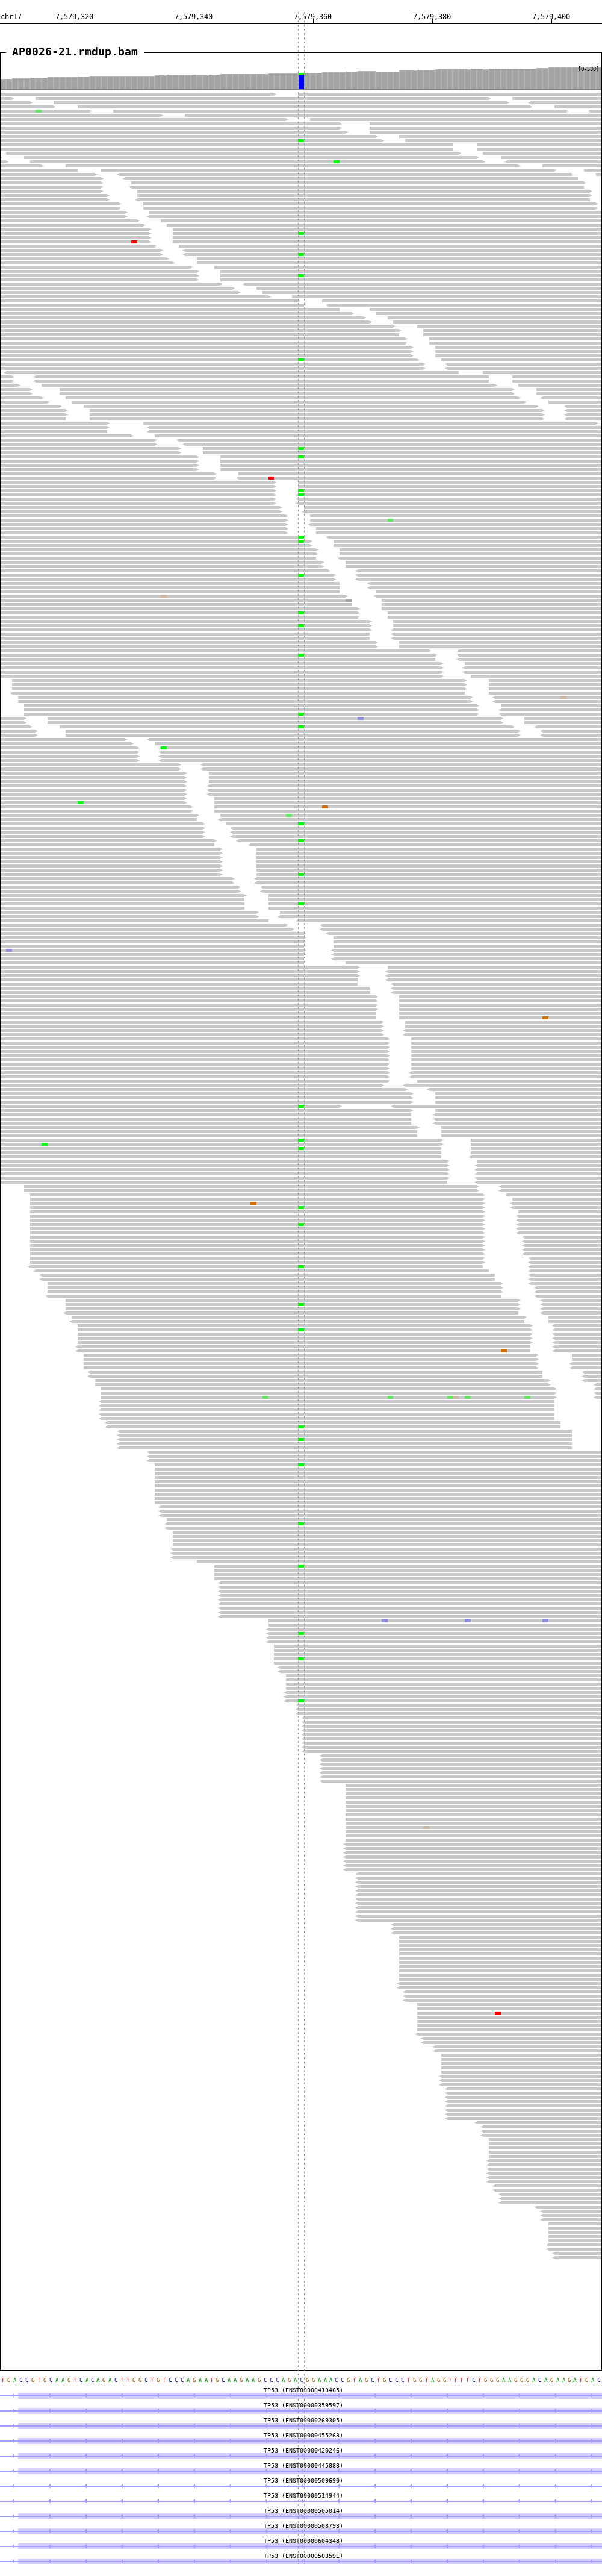 chr17 7,579,320 7,579,340 7,579,360 7,579,380 7,579,400
AP0026-21.rmdup.bam
[0-538]
TGACCGTGCAAGTCACAGACTTGGCTGTCCCAGAATGCAAGAAGCCCAGACGGAAACCGTAGCTGCCCTGGTAGGTTTTCTGGGAAGGGACAGAAGATGAC
TP53 (ENST00000413465)
TP53 (ENST00000359597)
TP53 (ENST00000269305)
TP53 (ENST00000455263)
TP53 (ENST00000420246)
TP53 (ENST00000445888)
TP53 (ENST00000509690)
TP53 (ENST00000514944)
TP53 (ENST00000505014)
TP53 (ENST00000508793)
TP53 (ENST00000604348)
TP53 (ENST00000503591)